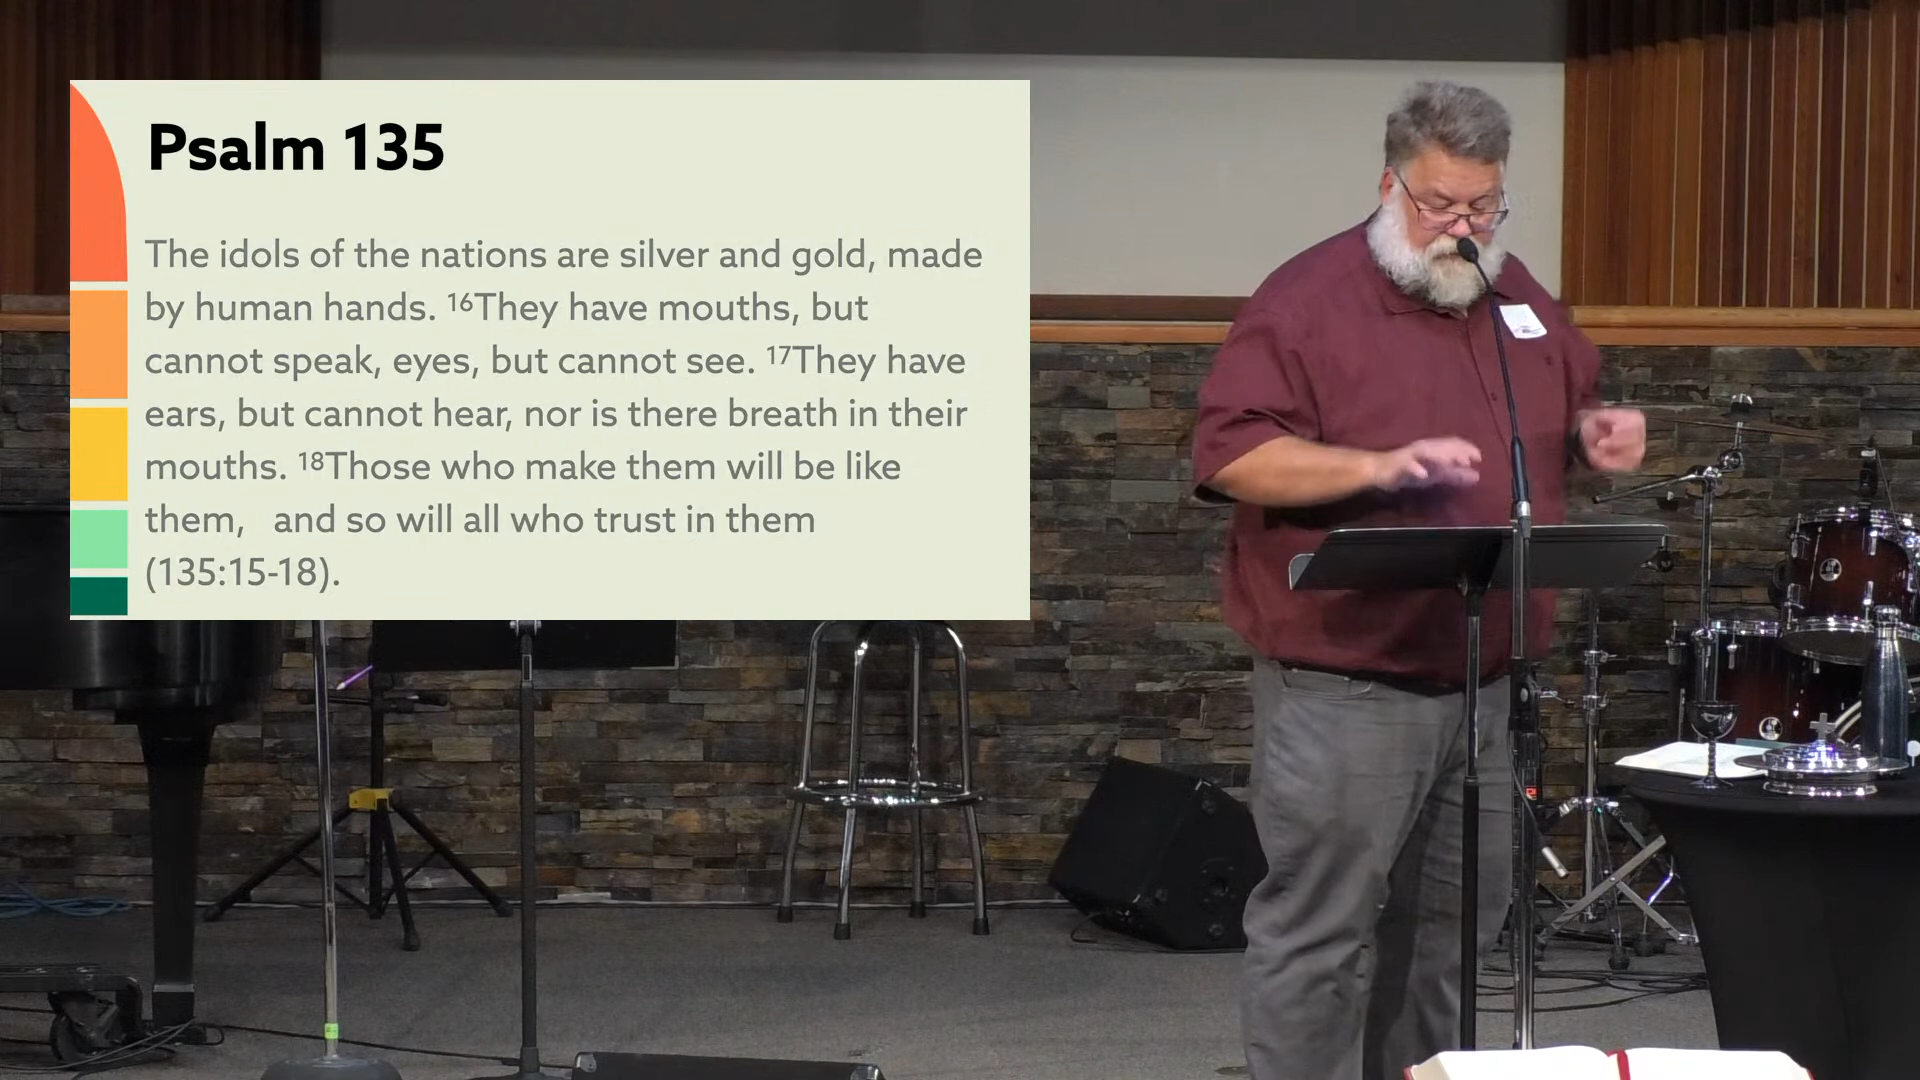 Psalm 135
The idols of the nations are silver and gold, made
by human hands. ¹⁶They have mouths, but
cannot speak, eyes, but cannot see. ¹⁷They have
ears, but cannot hear, nor is there breath in their
mouths. ¹⁸Those who make them will be like
them,   and so will all who trust in them
(135:15-18).